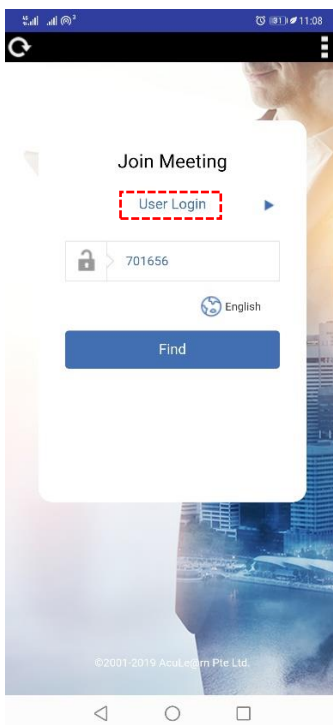 11:08
Join Meeting
User Login
701656
English
Find
©2001-2019 AcuLearn Pte Ltd.